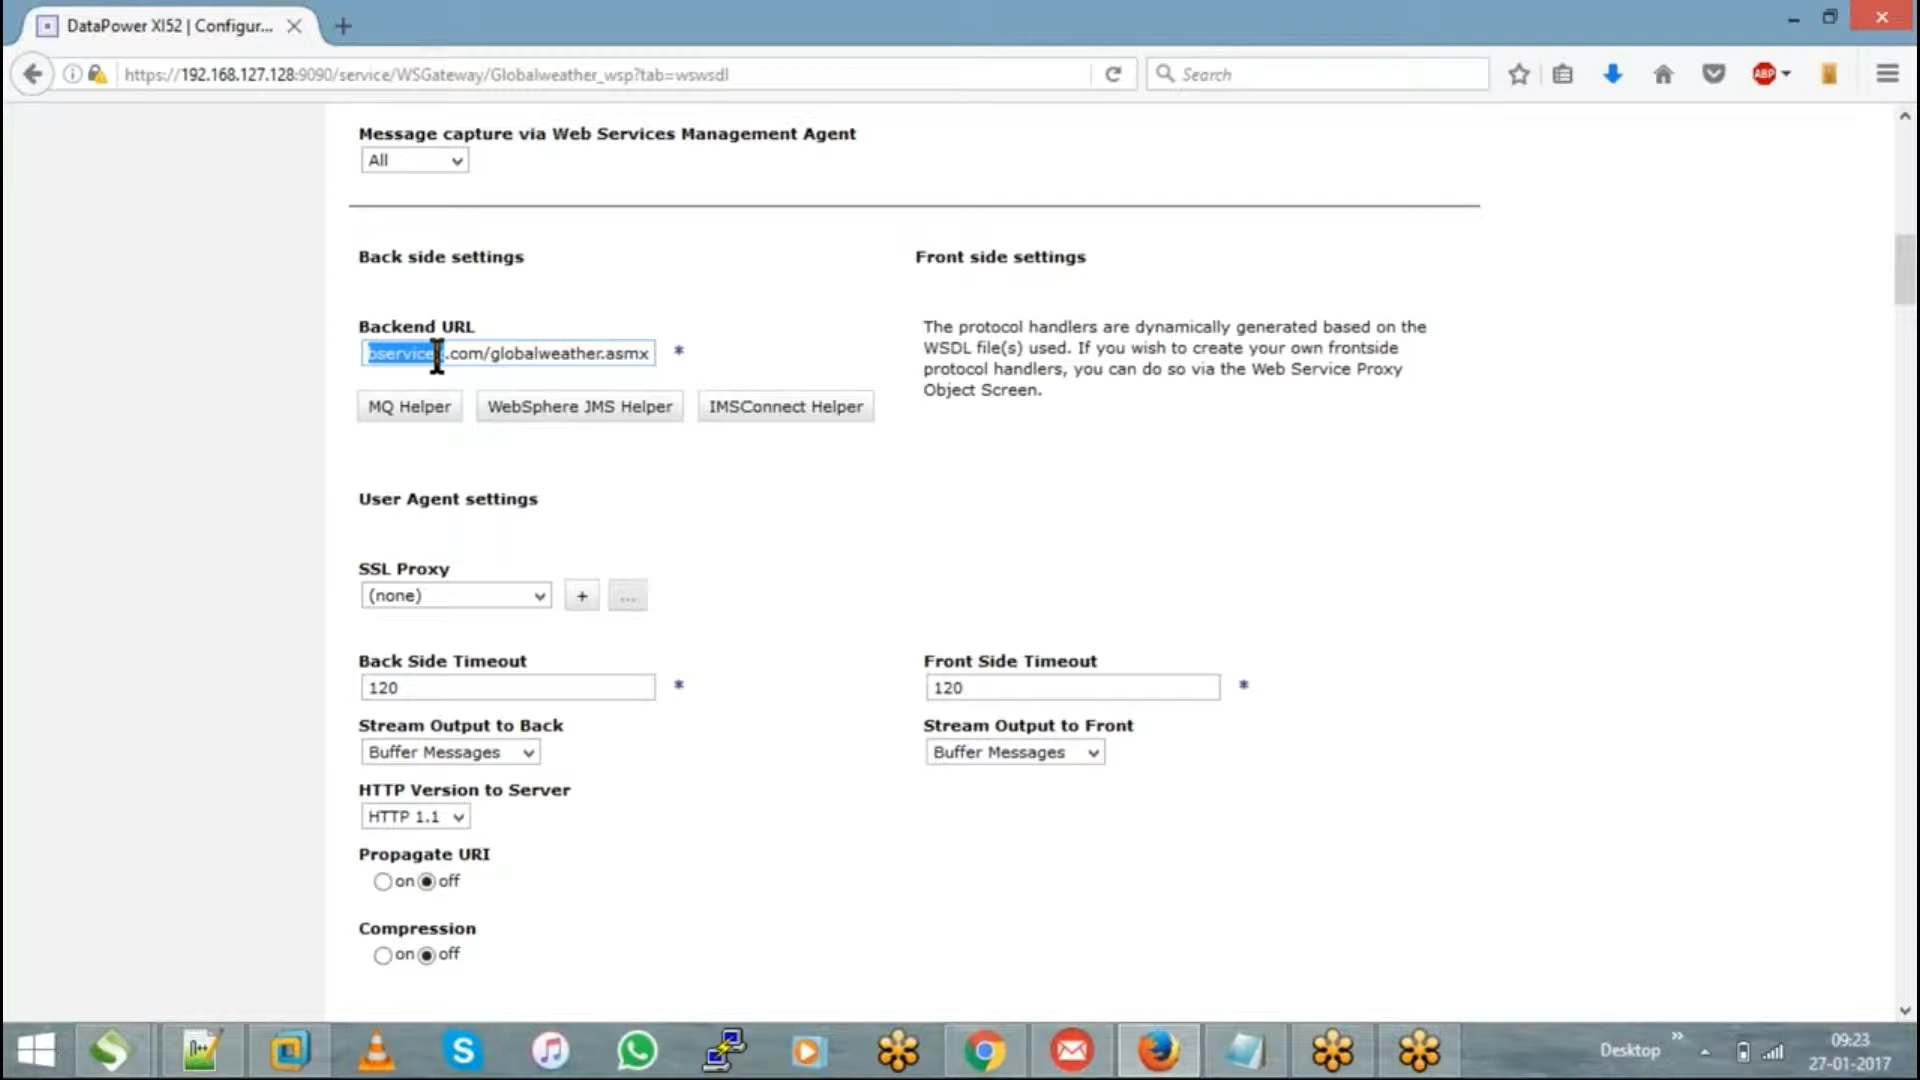 DataPower XI52 | Configur...
https://192.168.127.128:9090/service/WSGateway/Globalweather_wsp?tab=wswsdl
Search
ABP
Message capture via Web Services Management Agent
All
Back side settings
Front side settings
Backend URL
.com/globalweather.asmx *
MQ Helper
WebSphere JMS Helper
IMSConnect Helper
The protocol handlers are dynamically generated based on the
WSDL file(s) used. If you wish to create your own frontside
protocol handlers, you can do so via the Web Service Proxy
Object Screen.
User Agent settings
SSL Proxy
(none)
+
...
Back Side Timeout
120 *
Front Side Timeout
120 *
Stream Output to Back
Buffer Messages
Stream Output to Front
Buffer Messages
HTTP Version to Server
HTTP 1.1
Propagate URI
on off
Compression
on off
Desktop
09:23
27-01-2017